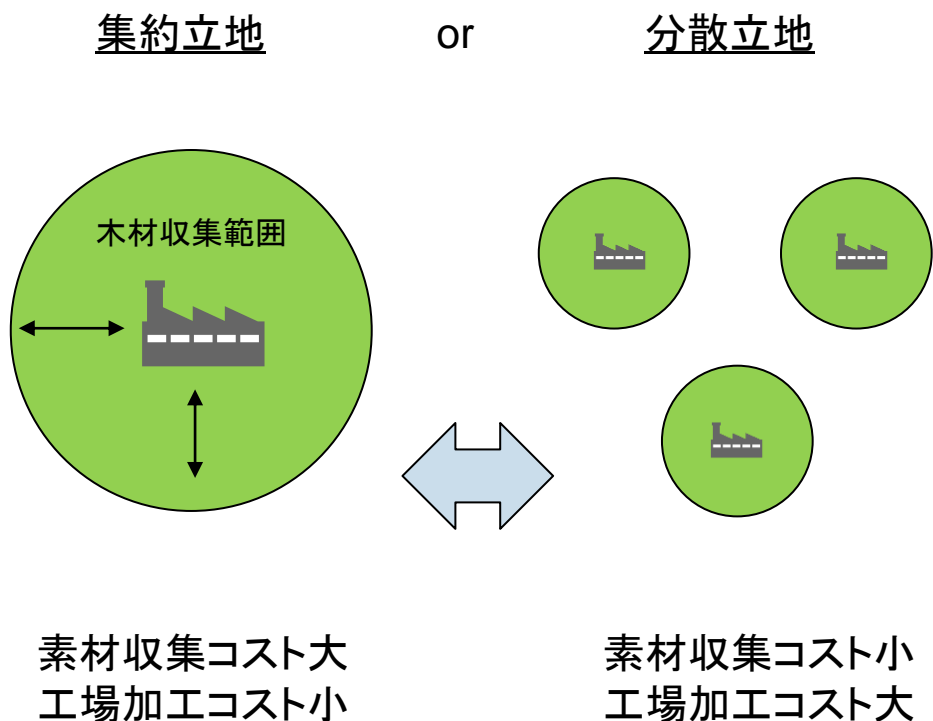 集約立地
or
分散立地
木材収集範囲
素材収集コスト大
工場加工コスト小
素材収集コスト小
工場加工コスト大